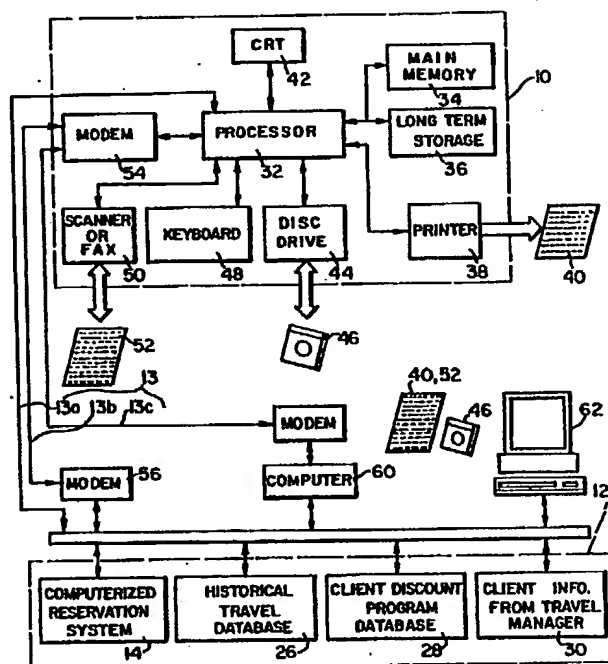 CRT
42
MAIN
MEMORY
34
10
MODEM
54
PROCESSOR
32
LONG TERM
STORAGE
36
SCANNER
OR
FAX
50
KEYBOARD
48
DISC
DRIVE
44
PRINTER
38
40
52
46
13
13a
13b
13c
MODEM
40,52
46
62
MODEM
56
COMPUTER
60
12
COMPUTERIZED
RESERVATION
SYSTEM
14
HISTORICAL
TRAVEL
DATABASE
26
CLIENT DISCOUNT
PROGRAM
DATABASE
28
CLIENT INFO.
FROM TRAVEL
MANAGER
30